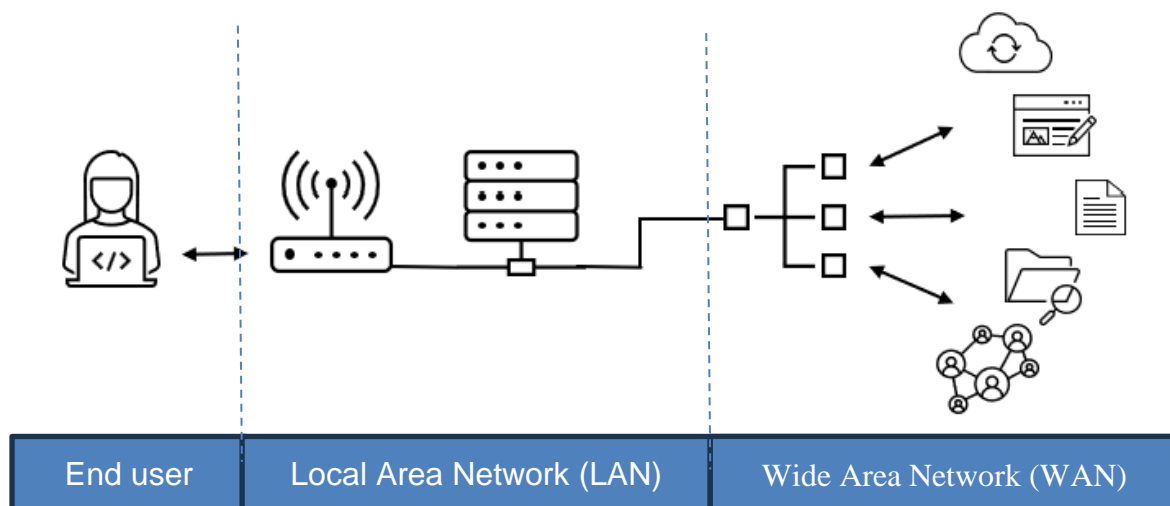 </>
End user
Local Area Network (LAN)
Wide Area Network (WAN)